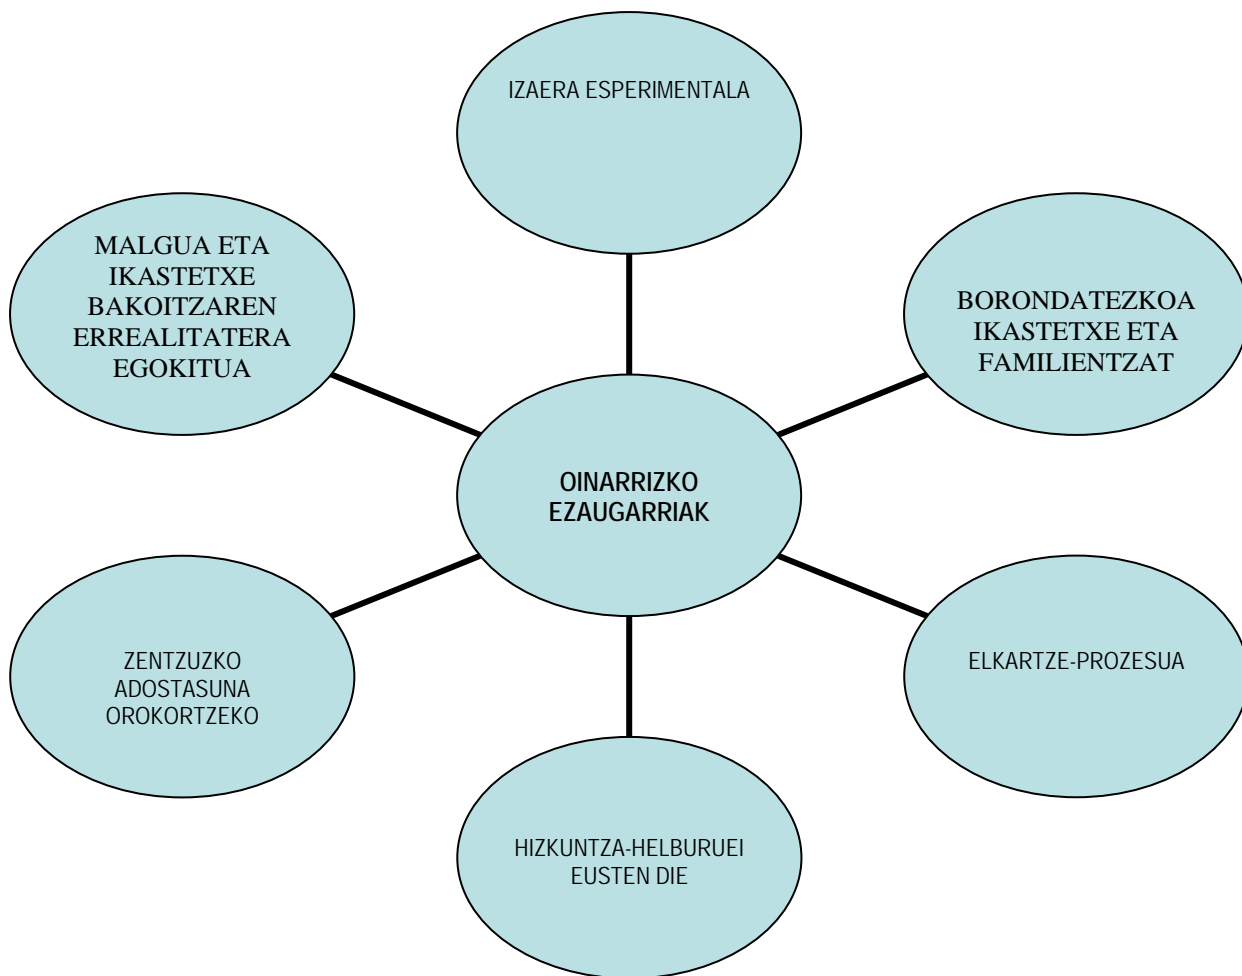 IZAERA ESPERIMENTALA
MALGUA ETA
IKASTETXE
BAKOITZAREN
ERREALITATERA
EGOKITUA
BORONDATEZKOA
IKASTETXE ETA
FAMILIENTZAT
OINARRIZKO
EZAUGARRIAK
ZENTZUZKO
ADOSTASUNA
OROKORTZEKO
ELKARTZE-PROZESUA
HIZKUNTZA-HELBURUEI
EUSTEN DIE